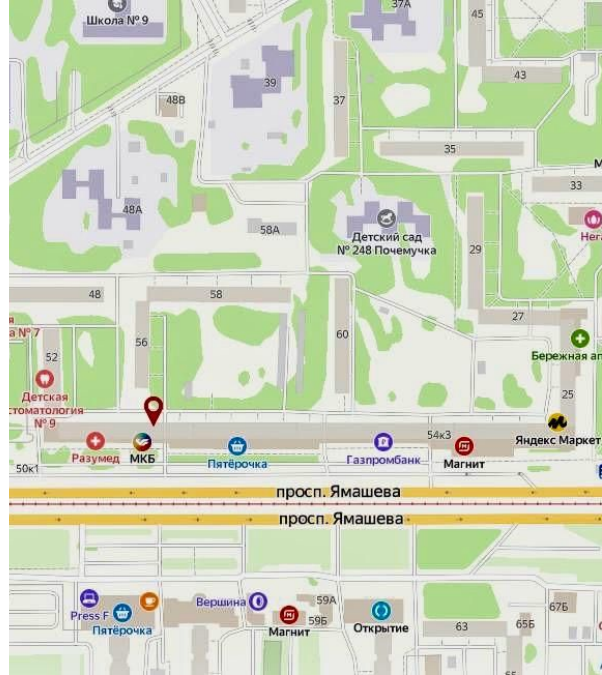 37А
45
Школа № 9
39
43
48В
37
35
33
48А
58А
Детский сад
№ 248 Почемучка
29
Нега
48
58
27
а № 7
56
60
52
Бережная ап
Детская
стоматология
№ 9
25
54к3
Яндекс Маркет
Разумед
МКБ
Пятёрочка
Газпромбанк
Магнит
50к1
просп. Ямашева
просп. Ямашева
Press F
Пятёрочка
Вершина
59А
59Б
Магнит
Открытие
63
65Б
67Б